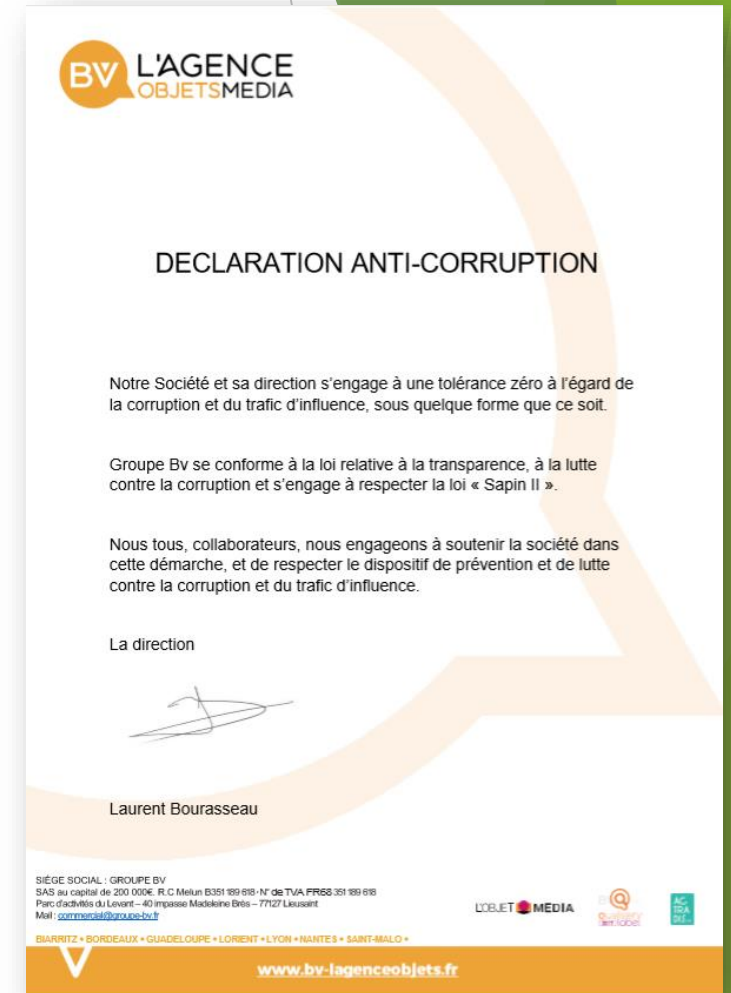 BV L'AGENCE
OBJETSMEDIA
DECLARATION ANTI-CORRUPTION
Notre Société et sa direction s'engage à une tolérance zéro à l'égard de
la corruption et du trafic d'influence, sous quelque forme que ce soit.
Groupe Bv se conforme à la loi relative à la transparence, à la lutte
contre la corruption et s'engage à respecter la loi « Sapin II ».
Nous tous, collaborateurs, nous engageons à soutenir la société dans
cette démarche, et de respecter le dispositif de prévention et de lutte
contre la corruption et du trafic d'influence.
La direction
Laurent Bourasseau
SIÈGE SOCIAL : GROUPE BV
SAS au capital de 200 000€. R.C Melun B351 189 618 • N° de TVA FR68 351 189 618
Parc d'activités du Levant – 40 impasse Madeleine Brès – 77127 Lieusaint
Mail : commercial@groupe-bv.fr
L'OBJET MEDIA
BIARRITZ • BORDEAUX • GUADELOUPE • LORIENT • LYON • NANTES • SAINT-MALO •
www.bv-lagenceobjets.fr